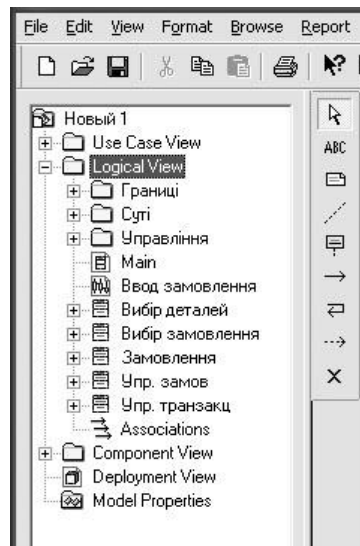 File Edit View Format Browse Report
Новый 1
Use Case View
Logical View
Границі
Суті
Управління
Main
Ввод замовлення
Вибір деталей
Вибір замовлення
Замовлення
Упр. замов
Упр. транзакц
Associations
Component View
Deployment View
Model Properties
ABC